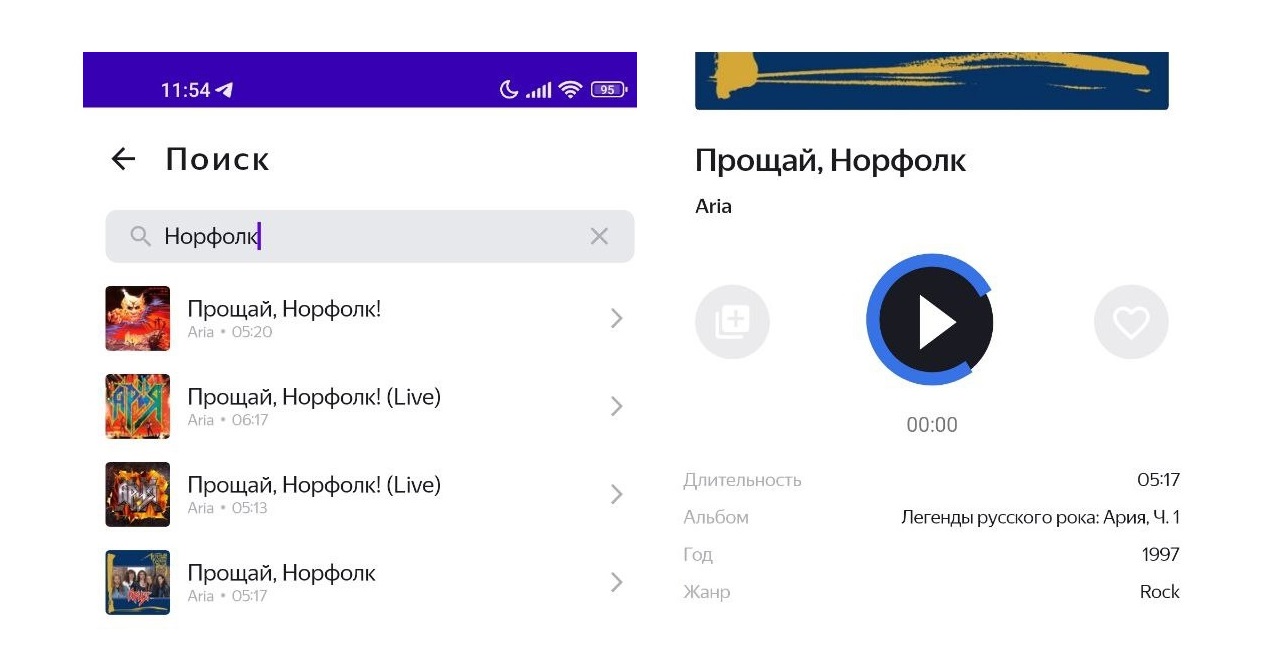 11:54
95
Поиск
Норфолк
Прощай, Норфолк!
Aria • 05:20
Прощай, Норфолк! (Live)
Aria • 06:17
АРИЯ
Прощай, Норфолк! (Live)
Aria • 05:13
АРИЯ
Прощай, Норфолк
Aria • 05:17
Прощай, Норфолк
Aria
00:00
Длительность 05:17
Альбом Легенды русского рока: Ария, Ч. 1
Год 1997
Жанр Rock